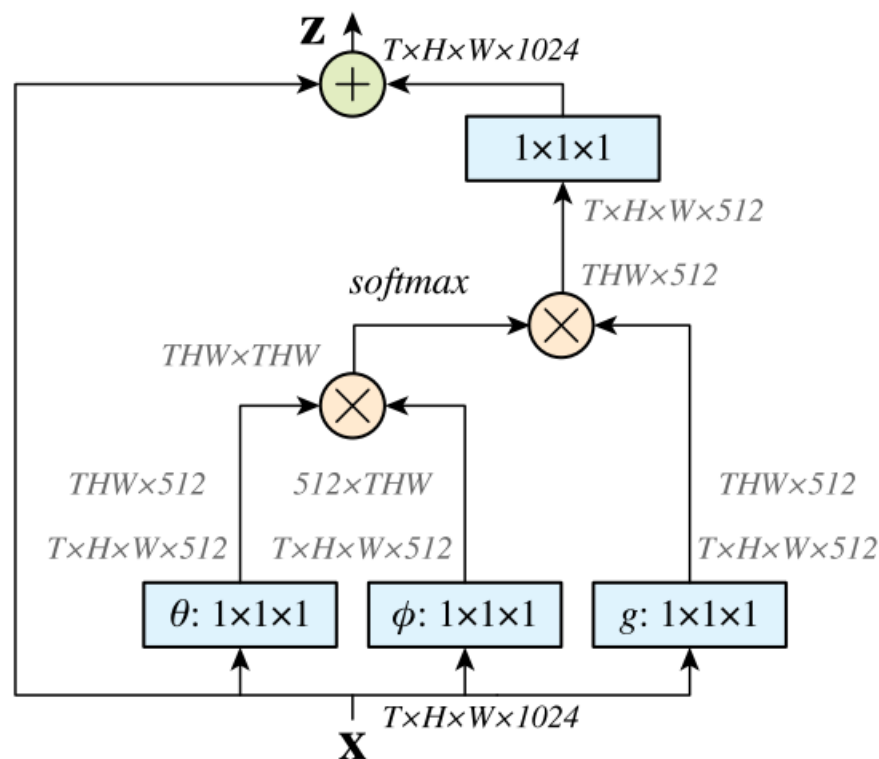 z
T×H×W×1024
+
1×1×1
T×H×W×512
softmax
THW×512
×
THW×THW
×
THW×512
512×THW
THW×512
T×H×W×512
T×H×W×512
T×H×W×512
θ: 1×1×1
ϕ: 1×1×1
g: 1×1×1
T×H×W×1024
x